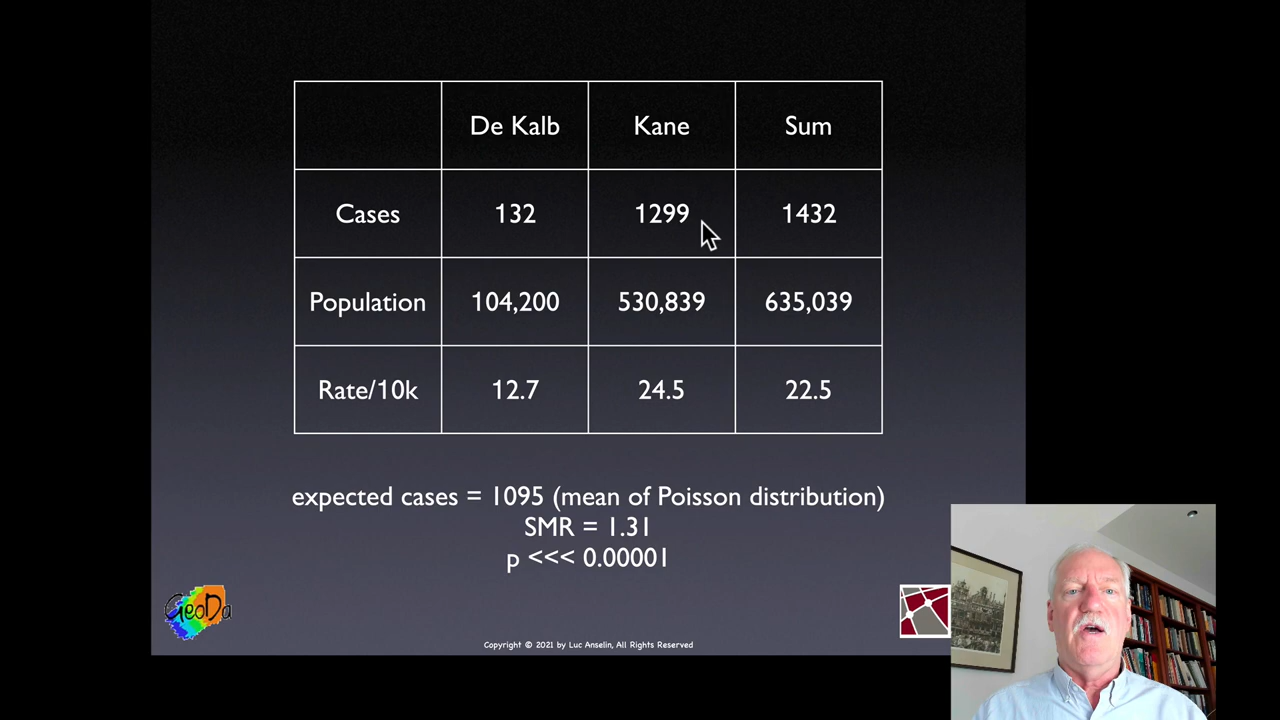 De Kalb Kane Sum
Cases 132 1299 1432
Population 104,200 530,839 635,039
Rate/10k 12.7 24.5 22.5
expected cases = 1095 (mean of Poisson distribution)
SMR = 1.31
p <<< 0.00001
GeoDa
Copyright © 2021 by Luc Anselin, All Rights Reserved